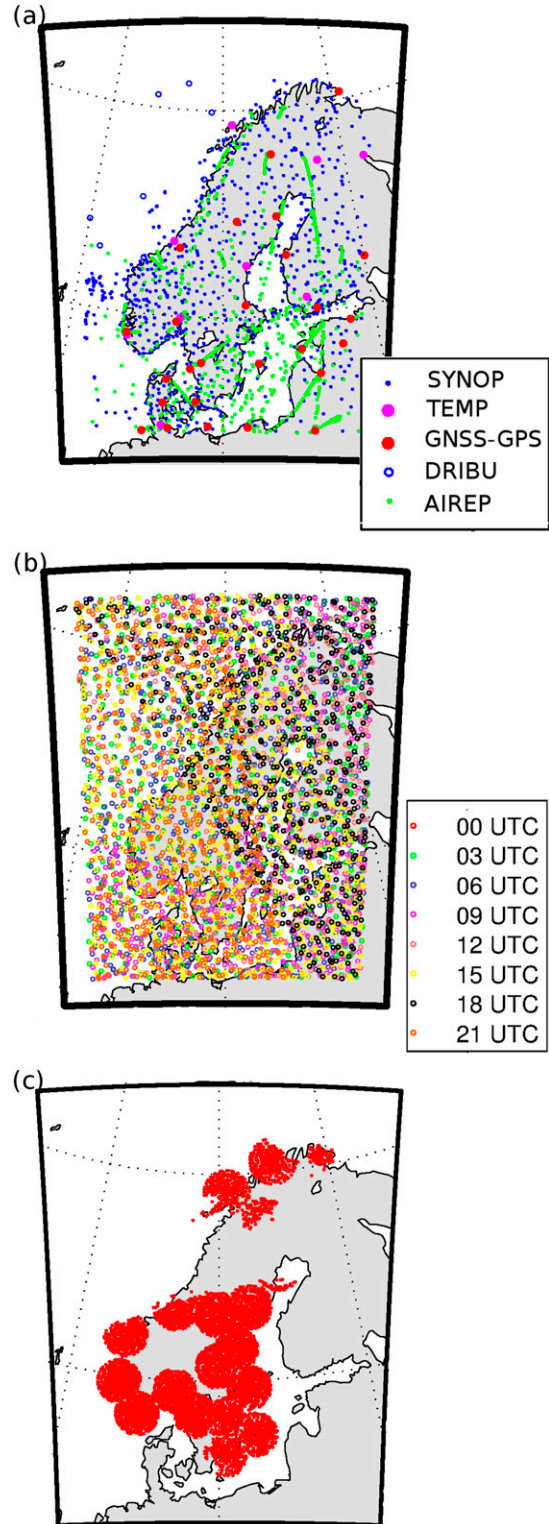 (a)
SYNOP
TEMP
GNSS-GPS
DRIBU
AIREP
(b)
00 UTC
03 UTC
06 UTC
09 UTC
12 UTC
15 UTC
18 UTC
21 UTC
(c)